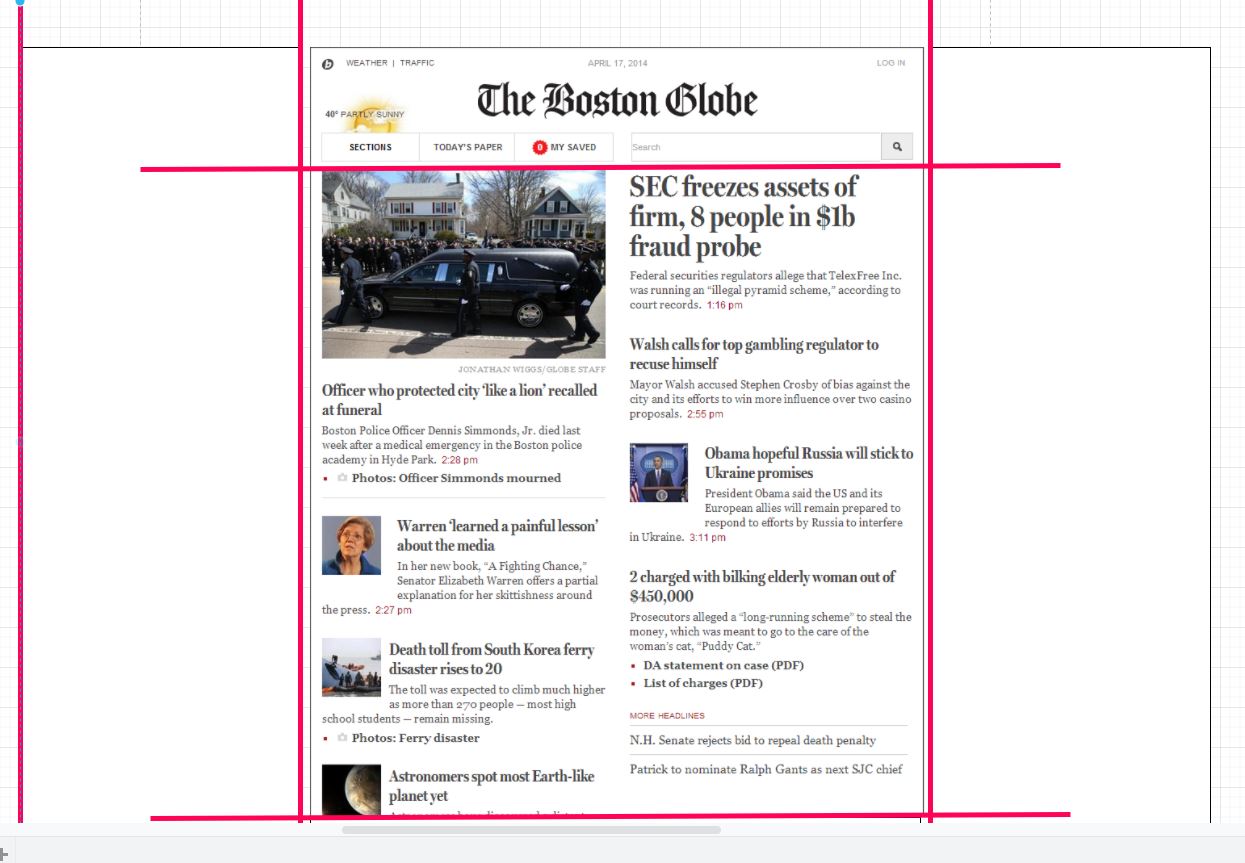 WEATHER | TRAFFIC
APRIL 17, 2014
LOG IN
The Boston Globe
40° PARTLY SUNNY
SECTIONS
TODAY'S PAPER
0 MY SAVED
Search
JONATHAN WIGGS/GLOBE STAFF
Officer who protected city ‘like a lion’ recalled
at funeral
Boston Police Officer Dennis Simmonds, Jr. died last
week after a medical emergency in the Boston police
academy in Hyde Park. 2:28 pm
Photos: Officer Simmonds mourned
Warren ‘learned a painful lesson’
about the media
In her new book, “A Fighting Chance,”
Senator Elizabeth Warren offers a partial
explanation for her skittishness around
the press. 2:27 pm
Death toll from South Korea ferry
disaster rises to 20
The toll was expected to climb much higher
as more than 270 people — most high
school students — remain missing.
Photos: Ferry disaster
Astronomers spot most Earth-like
planet yet
SEC freezes assets of
firm, 8 people in $1b
fraud probe
Federal securities regulators allege that TelexFree Inc.
was running an “illegal pyramid scheme,” according to
court records. 1:16 pm
Walsh calls for top gambling regulator to
recuse himself
Mayor Walsh accused Stephen Crosby of bias against the
city and its efforts to win more influence over two casino
proposals. 2:55 pm
Obama hopeful Russia will stick to
Ukraine promises
President Obama said the US and its
European allies will remain prepared to
respond to efforts by Russia to interfere
in Ukraine. 3:11 pm
2 charged with bilking elderly woman out of
$450,000
Prosecutors alleged a “long-running scheme” to steal the
money, which was meant to go to the care of the
woman’s cat, “Puddy Cat.”
DA statement on case (PDF)
List of charges (PDF)
MORE HEADLINES
N.H. Senate rejects bid to repeal death penalty
Patrick to nominate Ralph Gants as next SJC chief